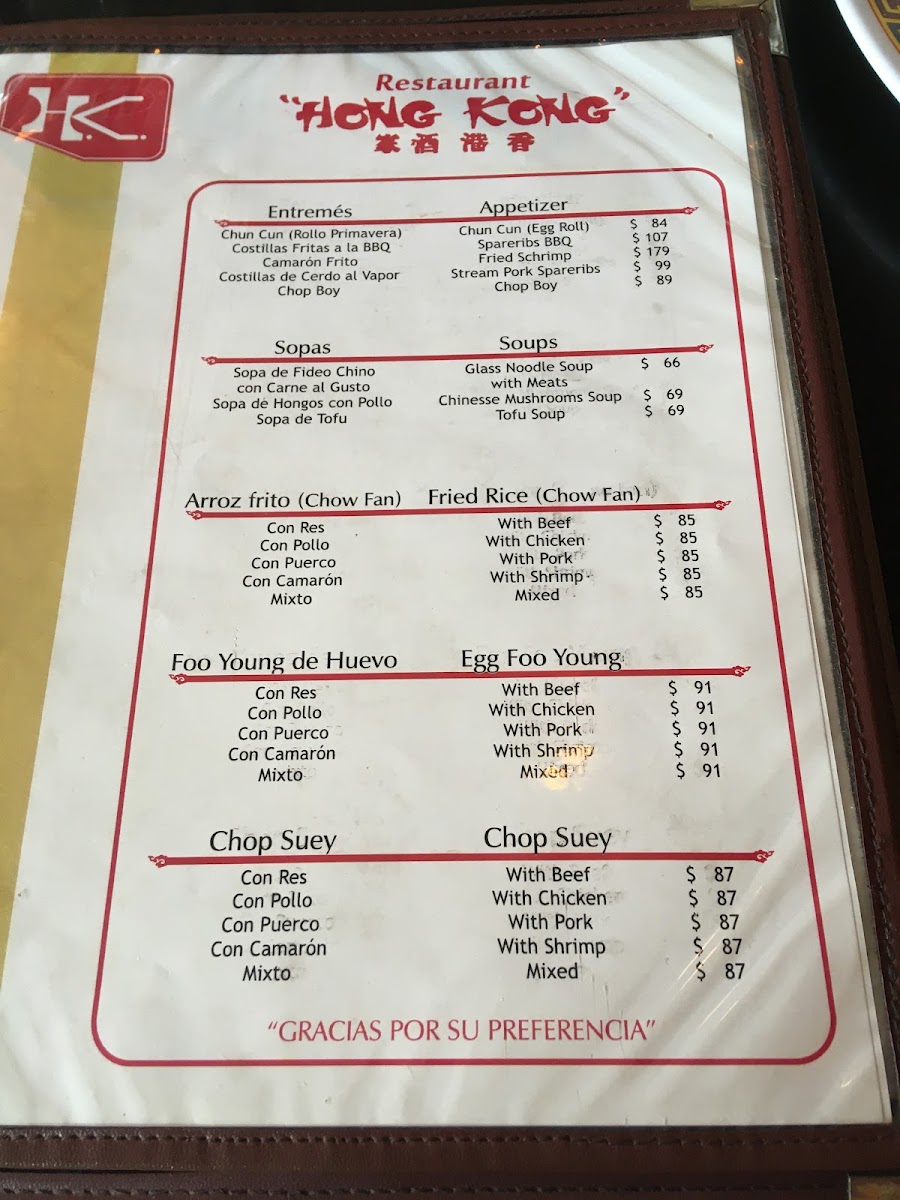 H.K.C.
Restaurant
"HONG KONG"
香港酒家
Entremés Appetizer
Chun Cun (Rollo Primavera) Chun Cun (Egg Roll) $ 84
Costillas Fritas a la BBQ Spareribs BBQ $ 107
Camarón Frito Fried Schrimp $ 179
Costillas de Cerdo al Vapor Stream Pork Spareribs $ 99
Chop Boy Chop Boy $ 89
Sopas Soups
Sopa de Fideo Chino Glass Noodle Soup $ 66
con Carne al Gusto with Meats
Sopa de Hongos con Pollo Chinesse Mushrooms Soup $ 69
Sopa de Tofu Tofu Soup $ 69
Arroz frito (Chow Fan) Fried Rice (Chow Fan)
Con Res With Beef $ 85
Con Pollo With Chicken $ 85
Con Puerco With Pork $ 85
Con Camarón With Shrimp $ 85
Mixto Mixed $ 85
Foo Young de Huevo Egg Foo Young
Con Res With Beef $ 91
Con Pollo With Chicken $ 91
Con Puerco With Pork $ 91
Con Camarón With Shrimp $ 91
Mixto Mixed $ 91
Chop Suey Chop Suey
Con Res With Beef $ 87
Con Pollo With Chicken $ 87
Con Puerco With Pork $ 87
Con Camarón With Shrimp $ 87
Mixto Mixed $ 87
"GRACIAS POR SU PREFERENCIA"